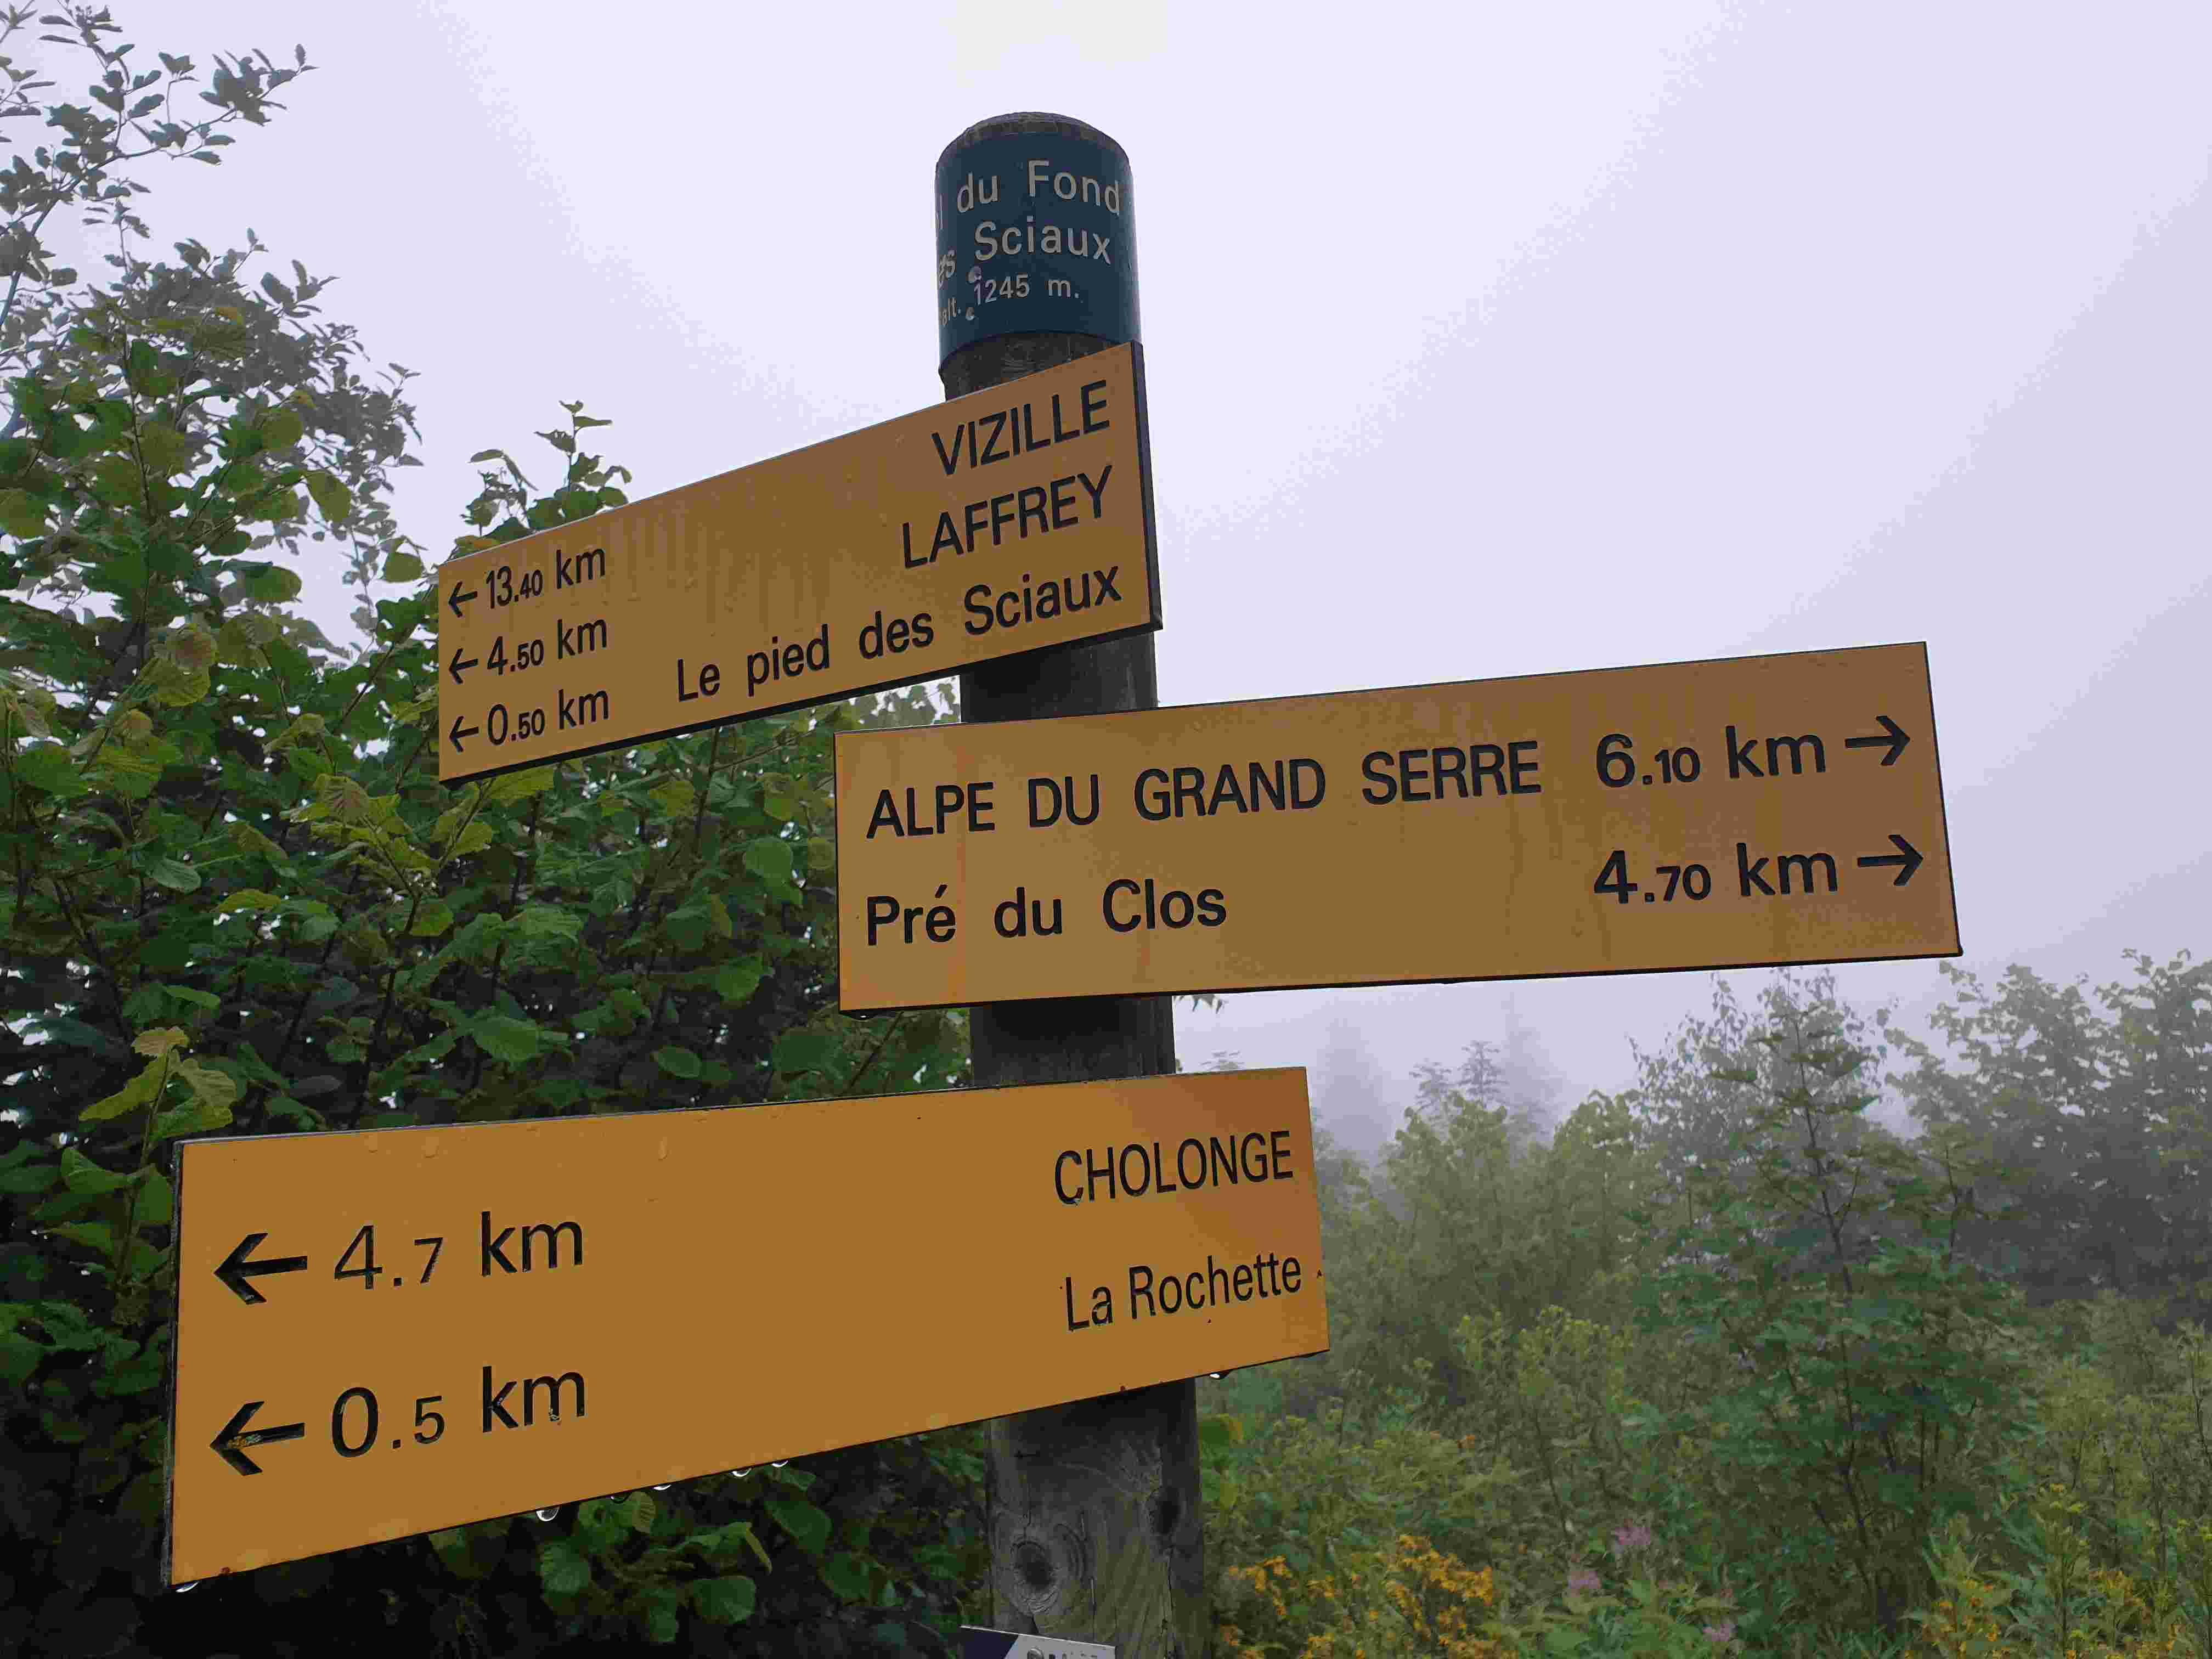 du Fond
Sciaux
alt. 1245 m.
VIZILLE
← 13.40 km
LAFFREY
← 4.50 km
Le pied des Sciaux
← 0.50 km
ALPE DU GRAND SERRE 6.10 km →
Pré du Clos 4.70 km →
← 4.7 km CHOLONGE
← 0.5 km La Rochette